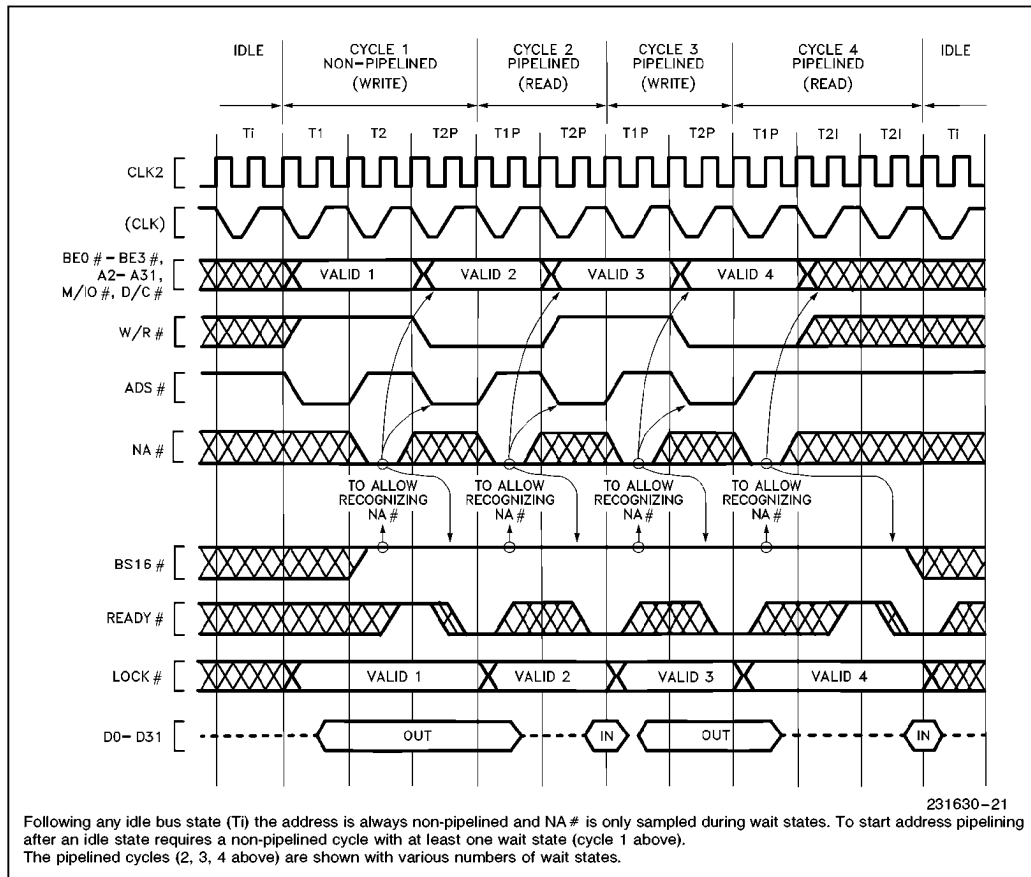 IDLE
CYCLE 1
NON-PIPELINED
(WRITE)
CYCLE 2
PIPELINED
(READ)
CYCLE 3
PIPELINED
(WRITE)
CYCLE 4
PIPELINED
(READ)
IDLE
Ti T1 T2 T2P T1P T2P T1P T2P T1P T2I T2I Ti
CLK2
(CLK)
BE0 # – BE3 #,
A2 – A31,
M/IO #, D/C #
VALID 1 VALID 2 VALID 3 VALID 4
W/R #
ADS #
NA #
TO ALLOW
RECOGNIZING
NA #
TO ALLOW
RECOGNIZING
NA #
TO ALLOW
RECOGNIZING
NA #
TO ALLOW
RECOGNIZING
NA #
BS16 #
READY #
LOCK #
VALID 1 VALID 2 VALID 3 VALID 4
D0 – D31
OUT IN OUT IN
231630–21
Following any idle bus state (Ti) the address is always non-pipelined and NA # is only sampled during wait states. To start address pipelining
after an idle state requires a non-pipelined cycle with at least one wait state (cycle 1 above).
The pipelined cycles (2, 3, 4 above) are shown with various numbers of wait states.